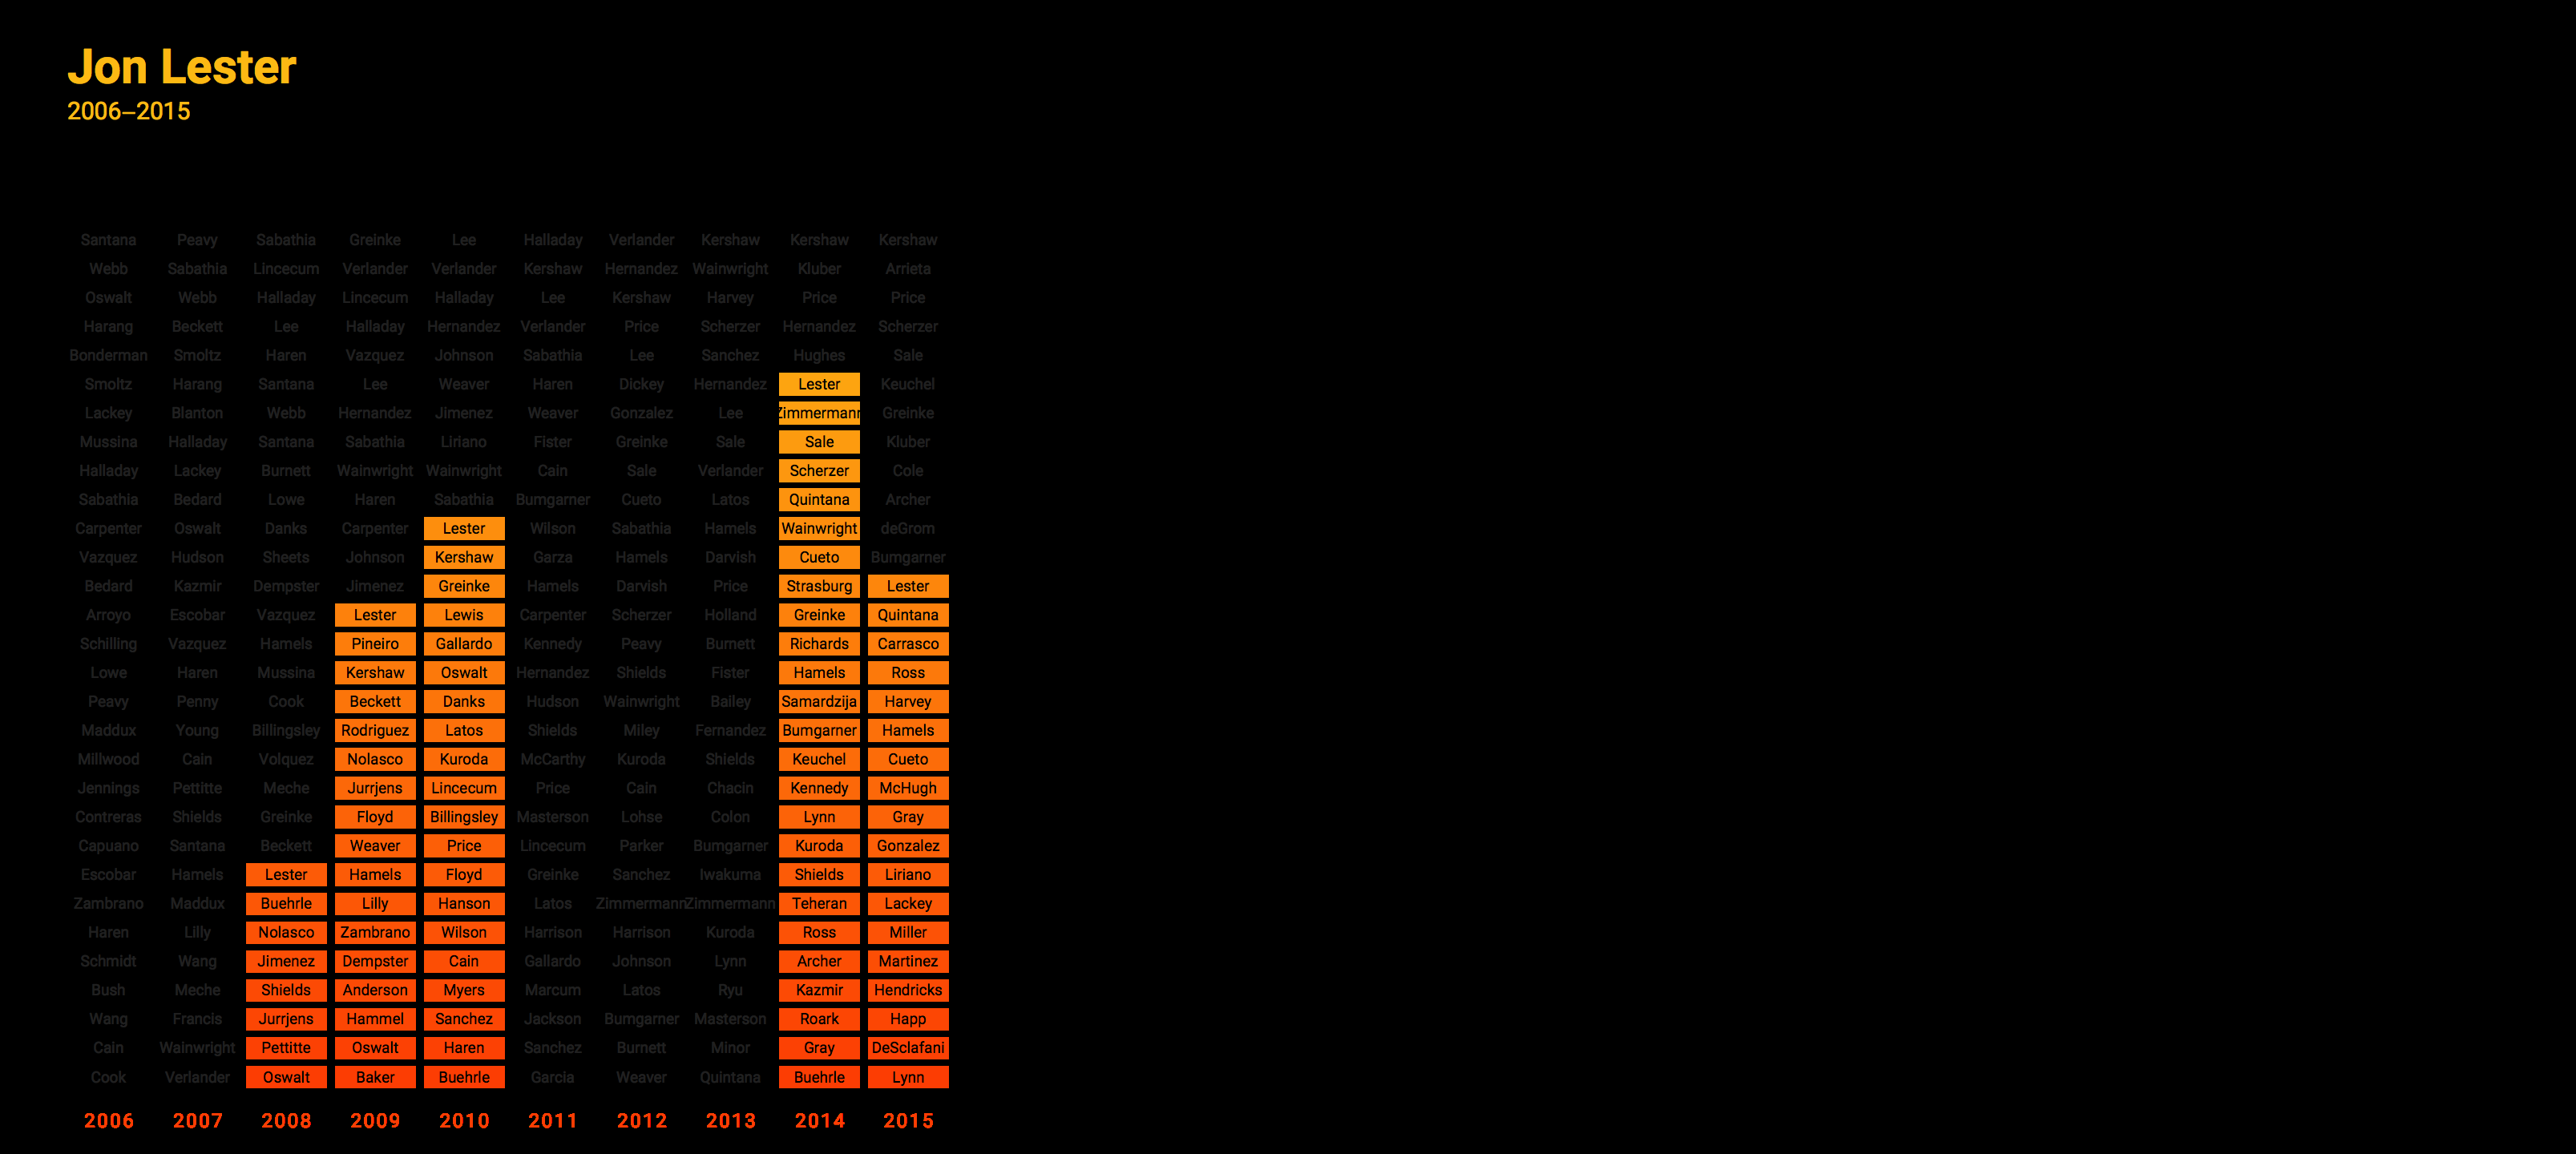 Jon Lester
2006–2015
Santana Peavy Sabathia Greinke Lee Halladay Verlander Kershaw Kershaw Kershaw
Webb Sabathia Lincecum Verlander Verlander Kershaw Hernandez Wainwright Kluber Arrieta
Oswalt Webb Halladay Lincecum Halladay Lee Kershaw Harvey Price Price
Harang Beckett Lee Halladay Hernandez Verlander Price Scherzer Hernandez Scherzer
Bonderman Smoltz Haren Vazquez Johnson Sabathia Lee Sanchez Hughes Sale
Smoltz Harang Santana Lee Weaver Haren Dickey Hernandez Lester Keuchel
Lackey Blanton Webb Hernandez Jimenez Weaver Gonzalez Lee Zimmermann Greinke
Mussina Halladay Santana Sabathia Liriano Fister Greinke Sale Sale Kluber
Halladay Lackey Burnett Wainwright Wainwright Cain Sale Verlander Scherzer Cole
Sabathia Bedard Lowe Haren Sabathia Bumgarner Cueto Latos Quintana Archer
Carpenter Oswalt Danks Carpenter Lester Wilson Sabathia Hamels Wainwright deGrom
Vazquez Hudson Sheets Johnson Kershaw Garza Hamels Darvish Cueto Bumgarner
Bedard Kazmir Dempster Jimenez Greinke Hamels Darvish Price Strasburg Lester
Arroyo Escobar Vazquez Lester Lewis Carpenter Scherzer Holland Greinke Quintana
Schilling Vazquez Hamels Pineiro Gallardo Kennedy Peavy Burnett Richards Carrasco
Lowe Haren Mussina Kershaw Oswalt Hernandez Shields Fister Hamels Ross
Peavy Penny Cook Beckett Danks Hudson Wainwright Bailey Samardzija Harvey
Maddux Young Billingsley Rodriguez Latos Shields Miley Fernandez Bumgarner Hamels
Millwood Cain Volquez Nolasco Kuroda McCarthy Kuroda Shields Keuchel Cueto
Jennings Pettitte Meche Jurrjens Lincecum Price Cain Chacin Kennedy McHugh
Contreras Shields Greinke Floyd Billingsley Masterson Lohse Colon Lynn Gray
Capuano Santana Beckett Weaver Price Lincecum Parker Bumgarner Kuroda Gonzalez
Escobar Hamels Lester Hamels Floyd Greinke Sanchez Iwakuma Shields Liriano
Zambrano Maddux Buehrle Lilly Hanson Latos Zimmermann Zimmermann Teheran Lackey
Haren Lilly Nolasco Zambrano Wilson Harrison Harrison Kuroda Ross Miller
Schmidt Wang Jimenez Dempster Cain Gallardo Johnson Lynn Archer Martinez
Bush Meche Shields Anderson Myers Marcum Latos Ryu Kazmir Hendricks
Wang Francis Jurrjens Hammel Sanchez Jackson Bumgarner Masterson Roark Happ
Cain Wainwright Pettitte Oswalt Haren Sanchez Burnett Minor Gray DeSclafani
Cook Verlander Oswalt Baker Buehrle Garcia Weaver Quintana Buehrle Lynn
2006 2007 2008 2009 2010 2011 2012 2013 2014 2015